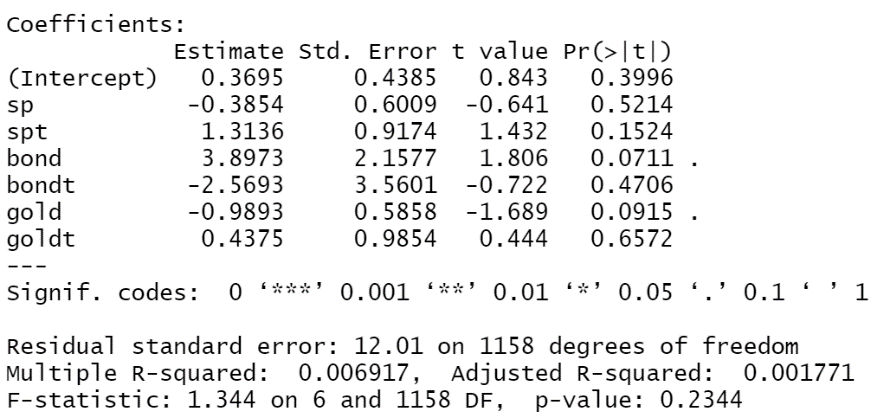 Coefficients:
Estimate Std. Error t value Pr(>|t|)
(Intercept) 0.3695 0.4385 0.843 0.3996
sp -0.3854 0.6009 -0.641 0.5214
spt 1.3136 0.9174 1.432 0.1524
bond 3.8973 2.1577 1.806 0.0711 .
bondt -2.5693 3.5601 -0.722 0.4706
gold -0.9893 0.5858 -1.689 0.0915 .
goldt 0.4375 0.9854 0.444 0.6572
---
Signif. codes: 0 ‘***’ 0.001 ‘**’ 0.01 ‘*’ 0.05 ‘.’ 0.1 ‘ ’ 1
Residual standard error: 12.01 on 1158 degrees of freedom
Multiple R-squared: 0.006917, Adjusted R-squared: 0.001771
F-statistic: 1.344 on 6 and 1158 DF, p-value: 0.2344